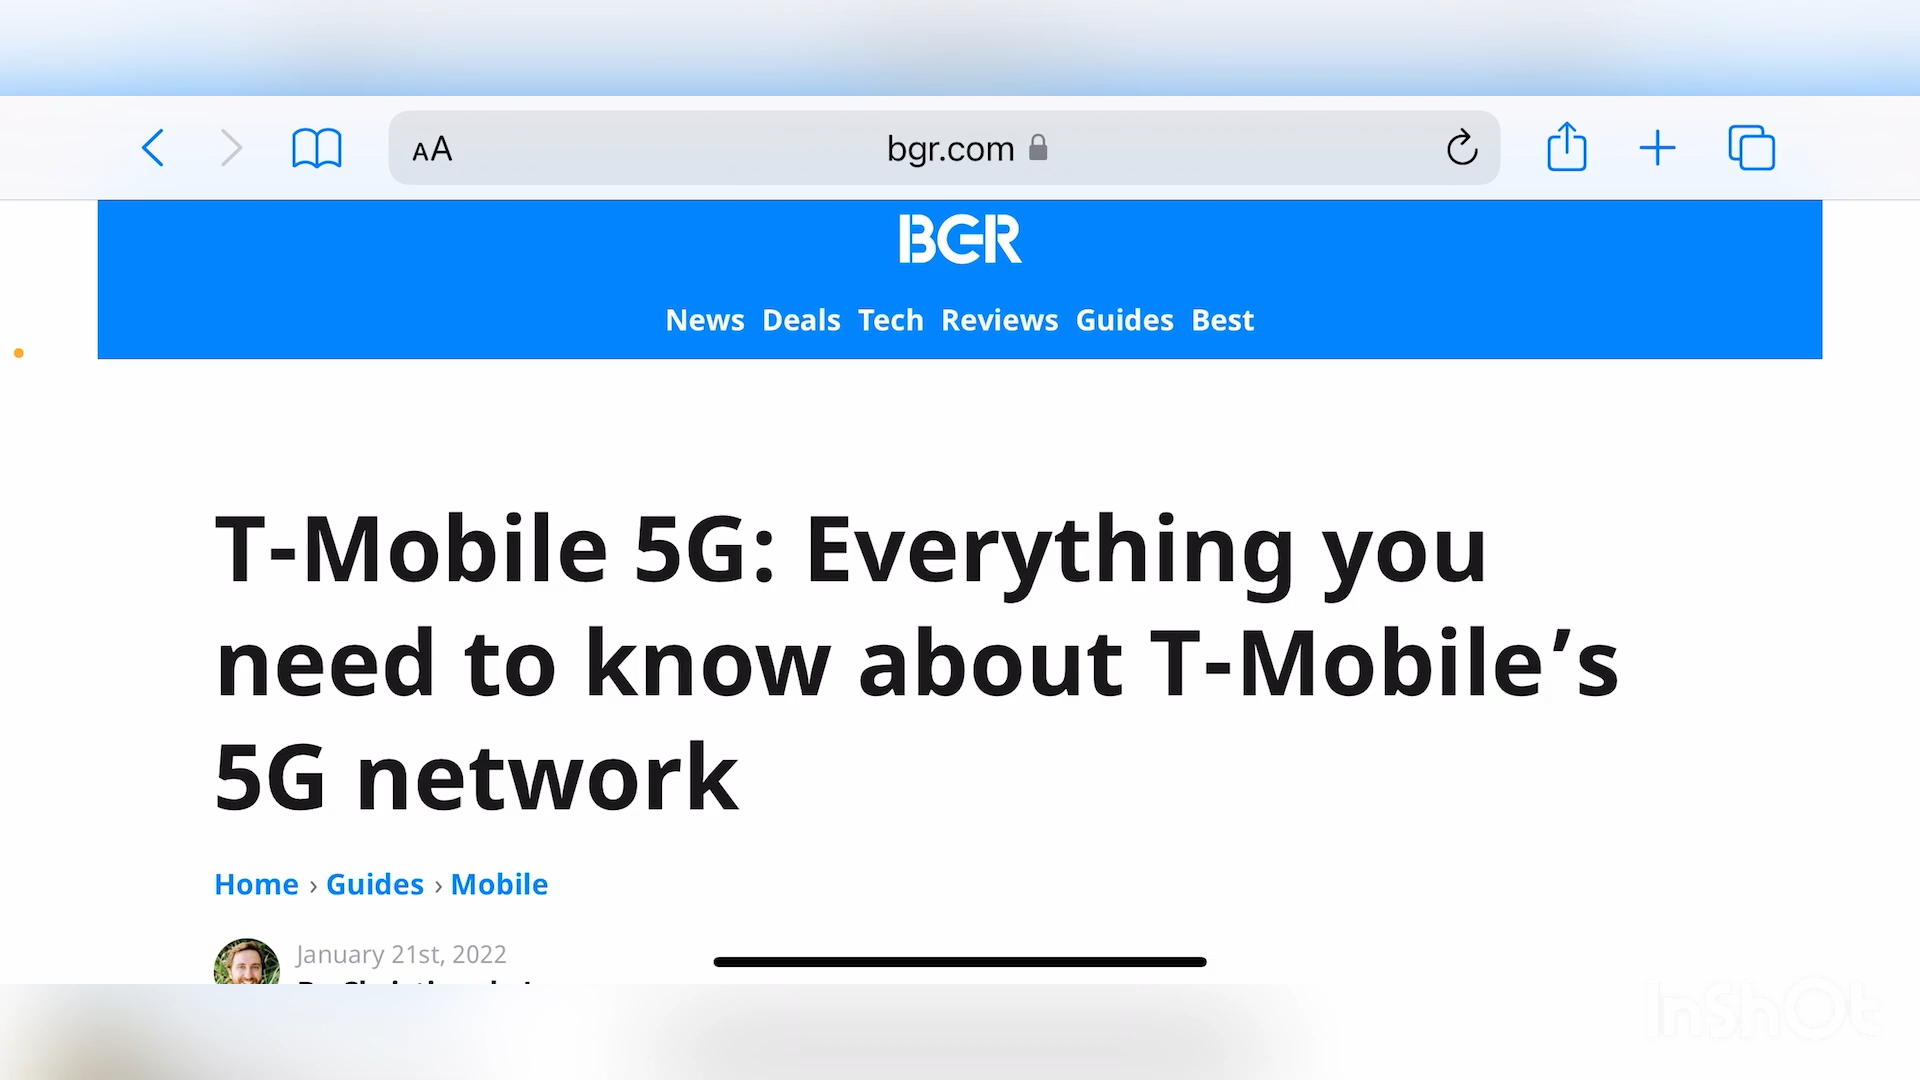 AA bgr.com
BGR
News Deals Tech Reviews Guides Best
T-Mobile 5G: Everything you
need to know about T-Mobile’s
5G network
Home › Guides › Mobile
January 21st, 2022
InShOt